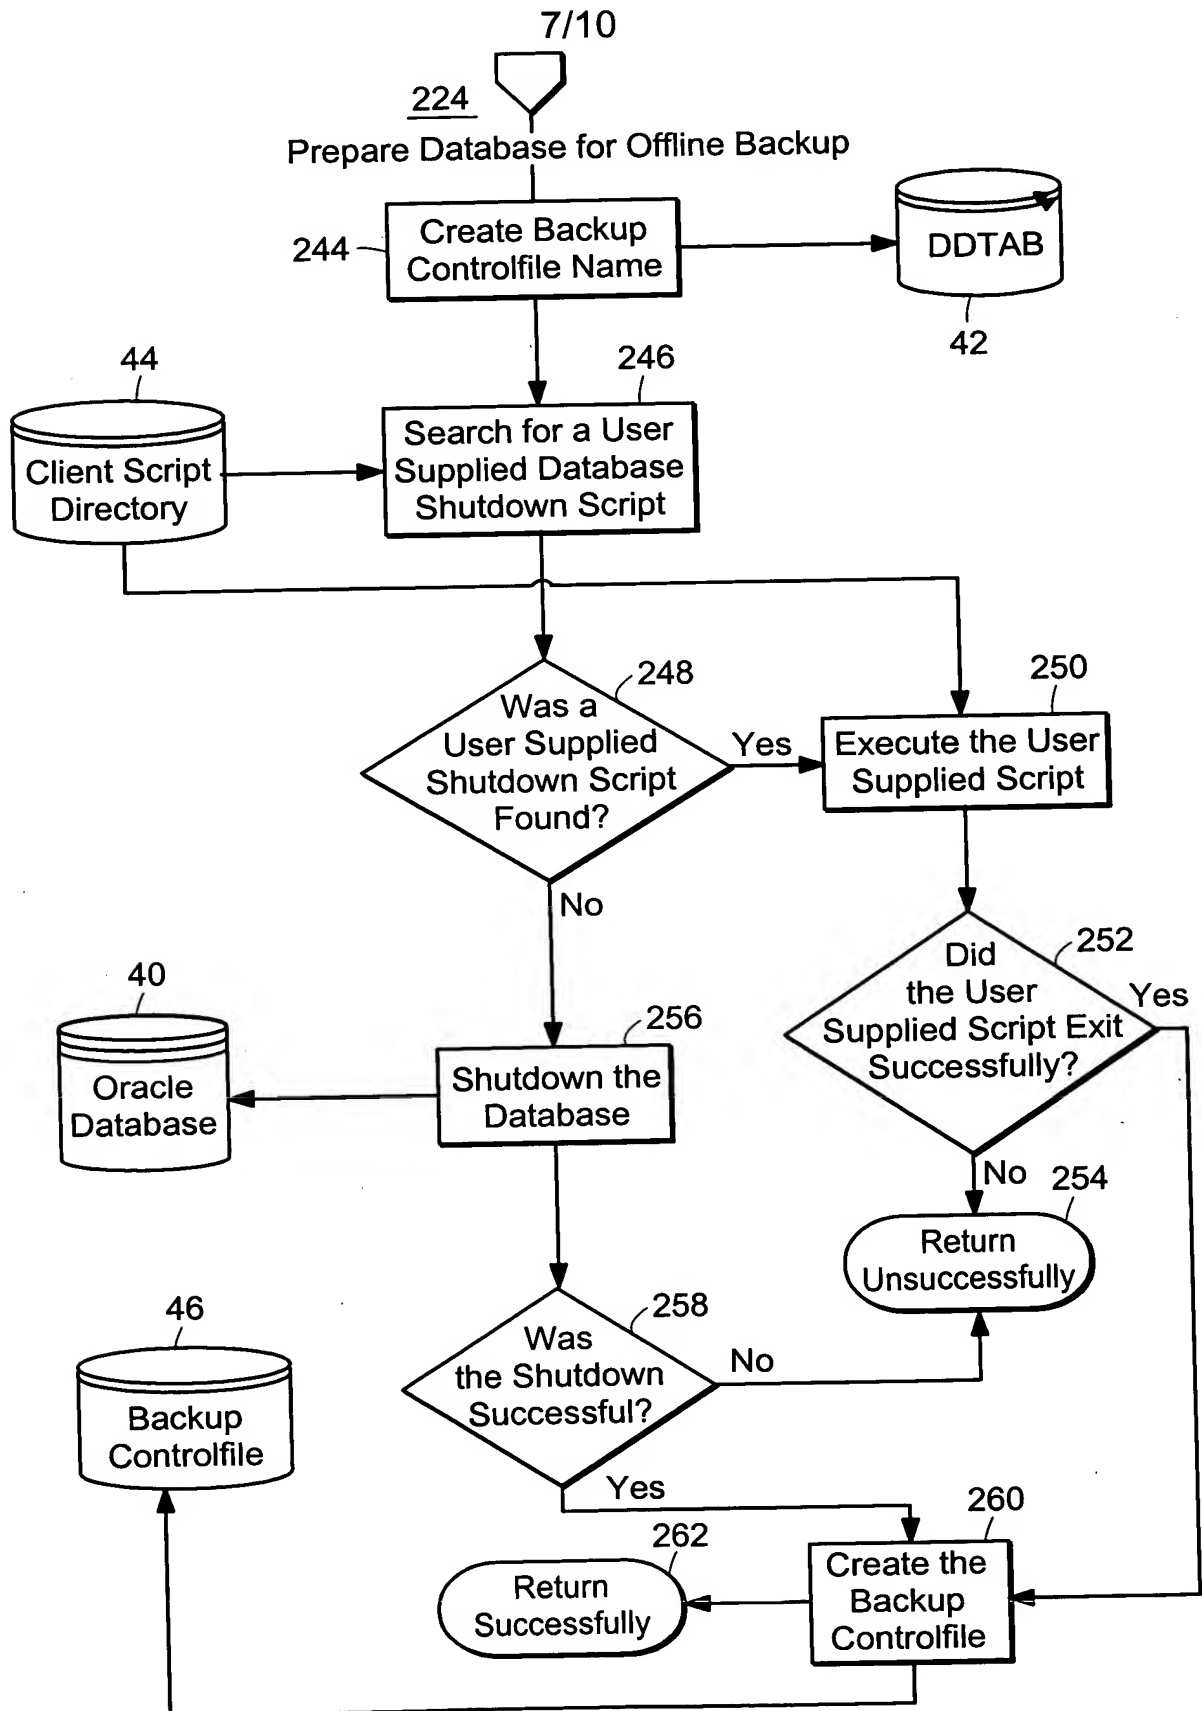 7/10
224
Prepare Database for Offline Backup
244
Create Backup
Controlfile Name
DDTAB
42
44
Client Script
Directory
246
Search for a User
Supplied Database
Shutdown Script
248
Was a
User Supplied
Shutdown Script
Found?
Yes
No
250
Execute the User
Supplied Script
252
Did
the User
Supplied Script Exit
Successfully?
Yes
No
254
Return
Unsuccessfully
40
Oracle
Database
256
Shutdown the
Database
258
Was
the Shutdown
Successful?
No
Yes
46
Backup
Controlfile
260
Create the
Backup
Controlfile
262
Return
Successfully